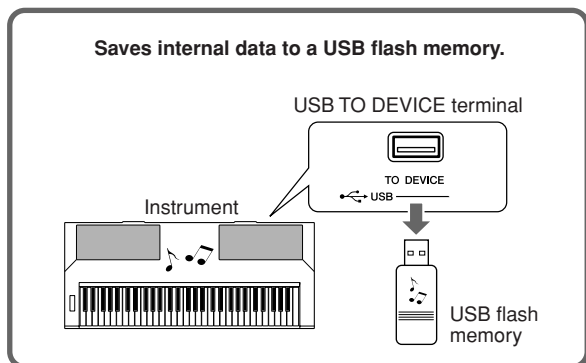 Saves internal data to a USB flash memory.
USB TO DEVICE terminal
TO DEVICE
USB
Instrument
USB flash
memory